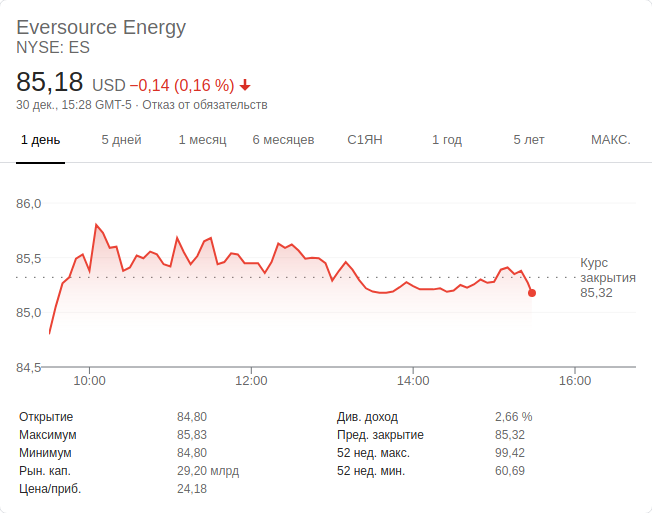 Eversource Energy
NYSE: ES
85,18 USD −0,14 (0,16 %)
30 дек., 15:28 GMT-5 · Отказ от обязательств
1 день 5 дней 1 месяц 6 месяцев С1ЯН 1 год 5 лет МАКС.
86,0
85,5
Курс
закрытия
85,32
85,0
84,5
10:00 12:00 14:00 16:00
Открытие 84,80 Див. доход 2,66 %
Максимум 85,83 Пред. закрытие 85,32
Минимум 84,80 52 нед. макс. 99,42
Рын. кап. 29,20 млрд 52 нед. мин. 60,69
Цена/приб. 24,18